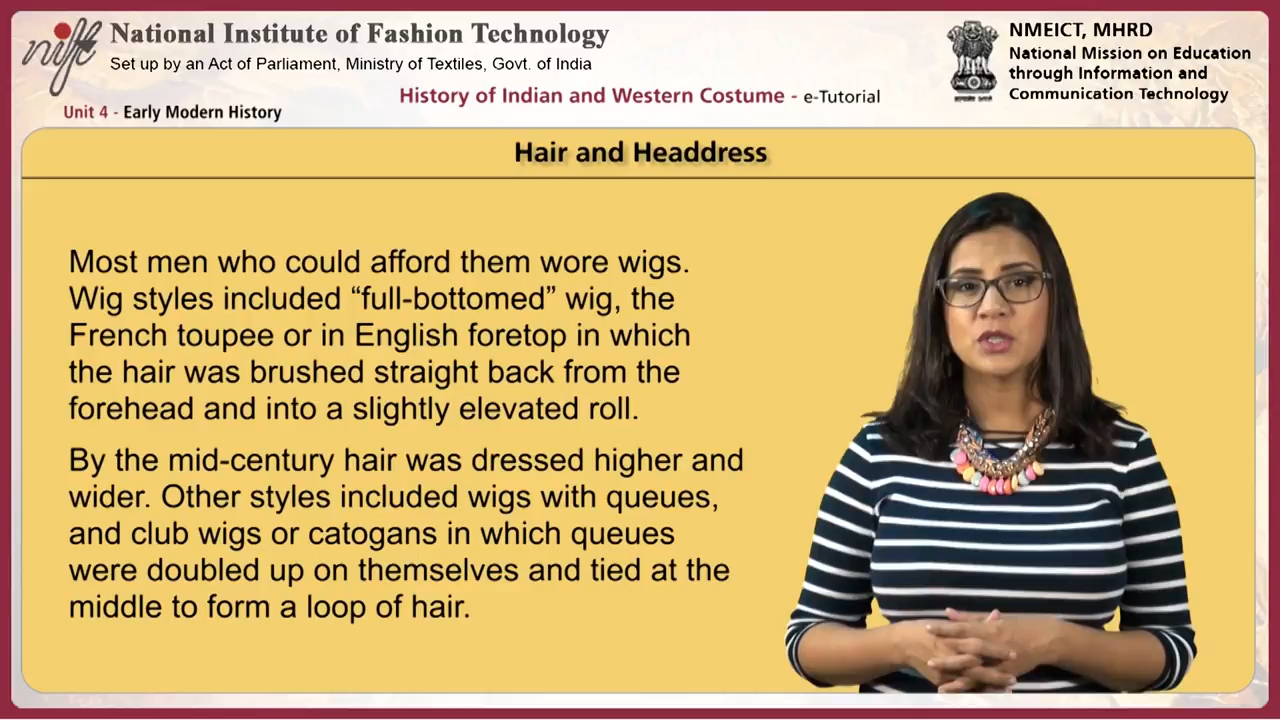 nift
National Institute of Fashion Technology
Set up by an Act of Parliament, Ministry of Textiles, Govt. of India
NMEICT, MHRD
National Mission on Education
through Information and
Communication Technology
History of Indian and Western Costume - e-Tutorial
Unit 4 - Early Modern History
Hair and Headdress
Most men who could afford them wore wigs.
Wig styles included “full-bottomed” wig, the
French toupee or in English foretop in which
the hair was brushed straight back from the
forehead and into a slightly elevated roll.
By the mid-century hair was dressed higher and
wider. Other styles included wigs with queues,
and club wigs or catogans in which queues
were doubled up on themselves and tied at the
middle to form a loop of hair.